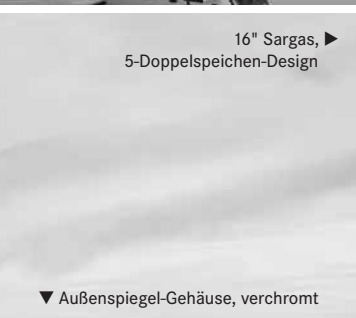 16" Sargas, ▶
5-Doppelspeichen-Design
▼ Außenspiegel-Gehäuse, verchromt